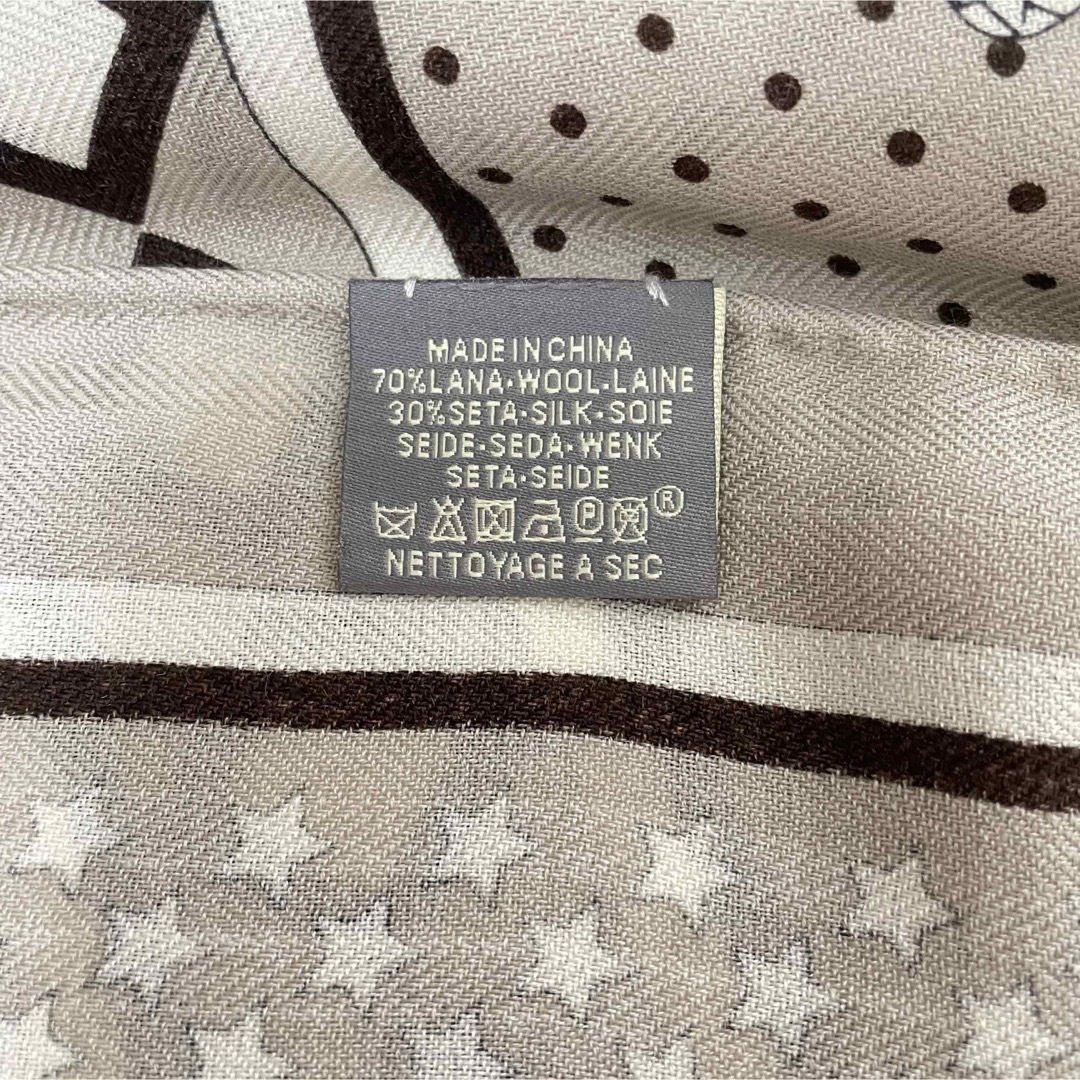 MADE IN CHINA
70%LANA·WOOL-LAINE
30%SETA·SILK·SOIE
SEIDE·SEDA·WENK
SETA·SEIDE
P ®
NETTOYAGE A SEC